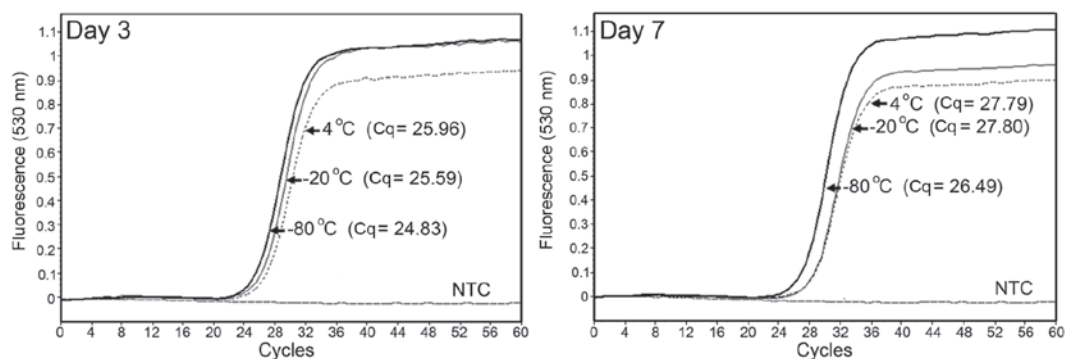 Day 3
Fluorescence (530 nm)
1.1
1
0.9
0.8
0.7
0.6
0.5
0.4
0.3
0.2
0.1
0
4°C (Cq= 25.96)
-20°C (Cq= 25.59)
-80°C (Cq= 24.83)
NTC
0 4 8 12 16 20 24 28 32 36 40 44 48 52 56 60
Cycles
Day 7
Fluorescence (530 nm)
1.1
1
0.9
0.8
0.7
0.6
0.5
0.4
0.3
0.2
0.1
0
4°C (Cq= 27.79)
-20°C (Cq= 27.80)
-80°C (Cq= 26.49)
NTC
0 4 8 12 16 20 24 28 32 36 40 44 48 52 56 60
Cycles